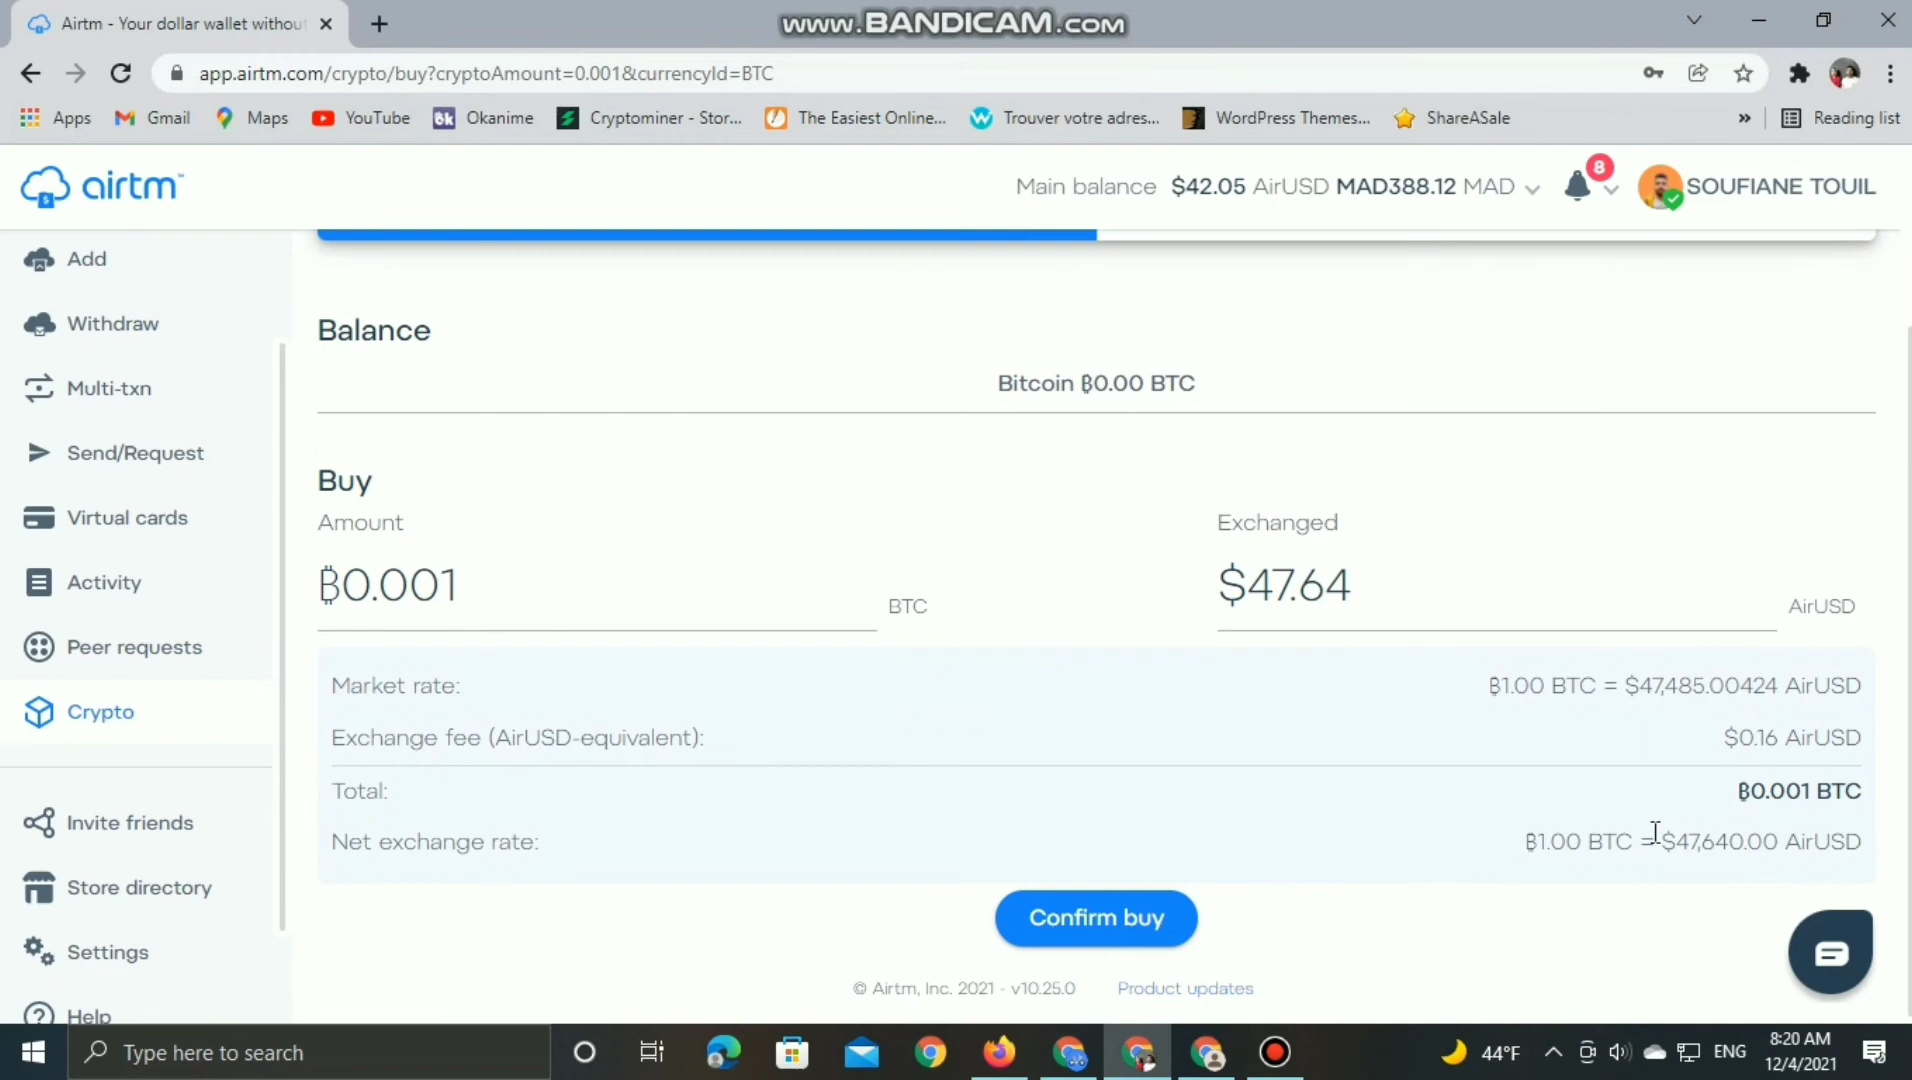 www.BANDICAM.com
Airtm - Your dollar wallet withou
app.airtm.com/crypto/buy?cryptoAmount=0.001&currencyId=BTC
Apps Gmail Maps YouTube Okanime Cryptominer - Stor... The Easiest Online... Trouver votre adres... WordPress Themes... ShareASale » Reading list
airtm Main balance $42.05 AirUSD MAD388.12 MAD 8 SOUFIANE TOUIL
Add
Withdraw
Multi-txn
Send/Request
Virtual cards
Activity
Peer requests
Crypto
Invite friends
Store directory
Settings
Help
Balance
Bitcoin ₿0.00 BTC
Buy
Amount Exchanged
₿0.001 BTC $47.64 AirUSD
Market rate: ₿1.00 BTC = $47,485.00424 AirUSD
Exchange fee (AirUSD-equivalent): $0.16 AirUSD
Total: ₿0.001 BTC
Net exchange rate: ₿1.00 BTC = $47,640.00 AirUSD
Confirm buy
© Airtm, Inc. 2021 - v10.25.0 Product updates
Type here to search 44°F ENG 8:20 AM
12/4/2021